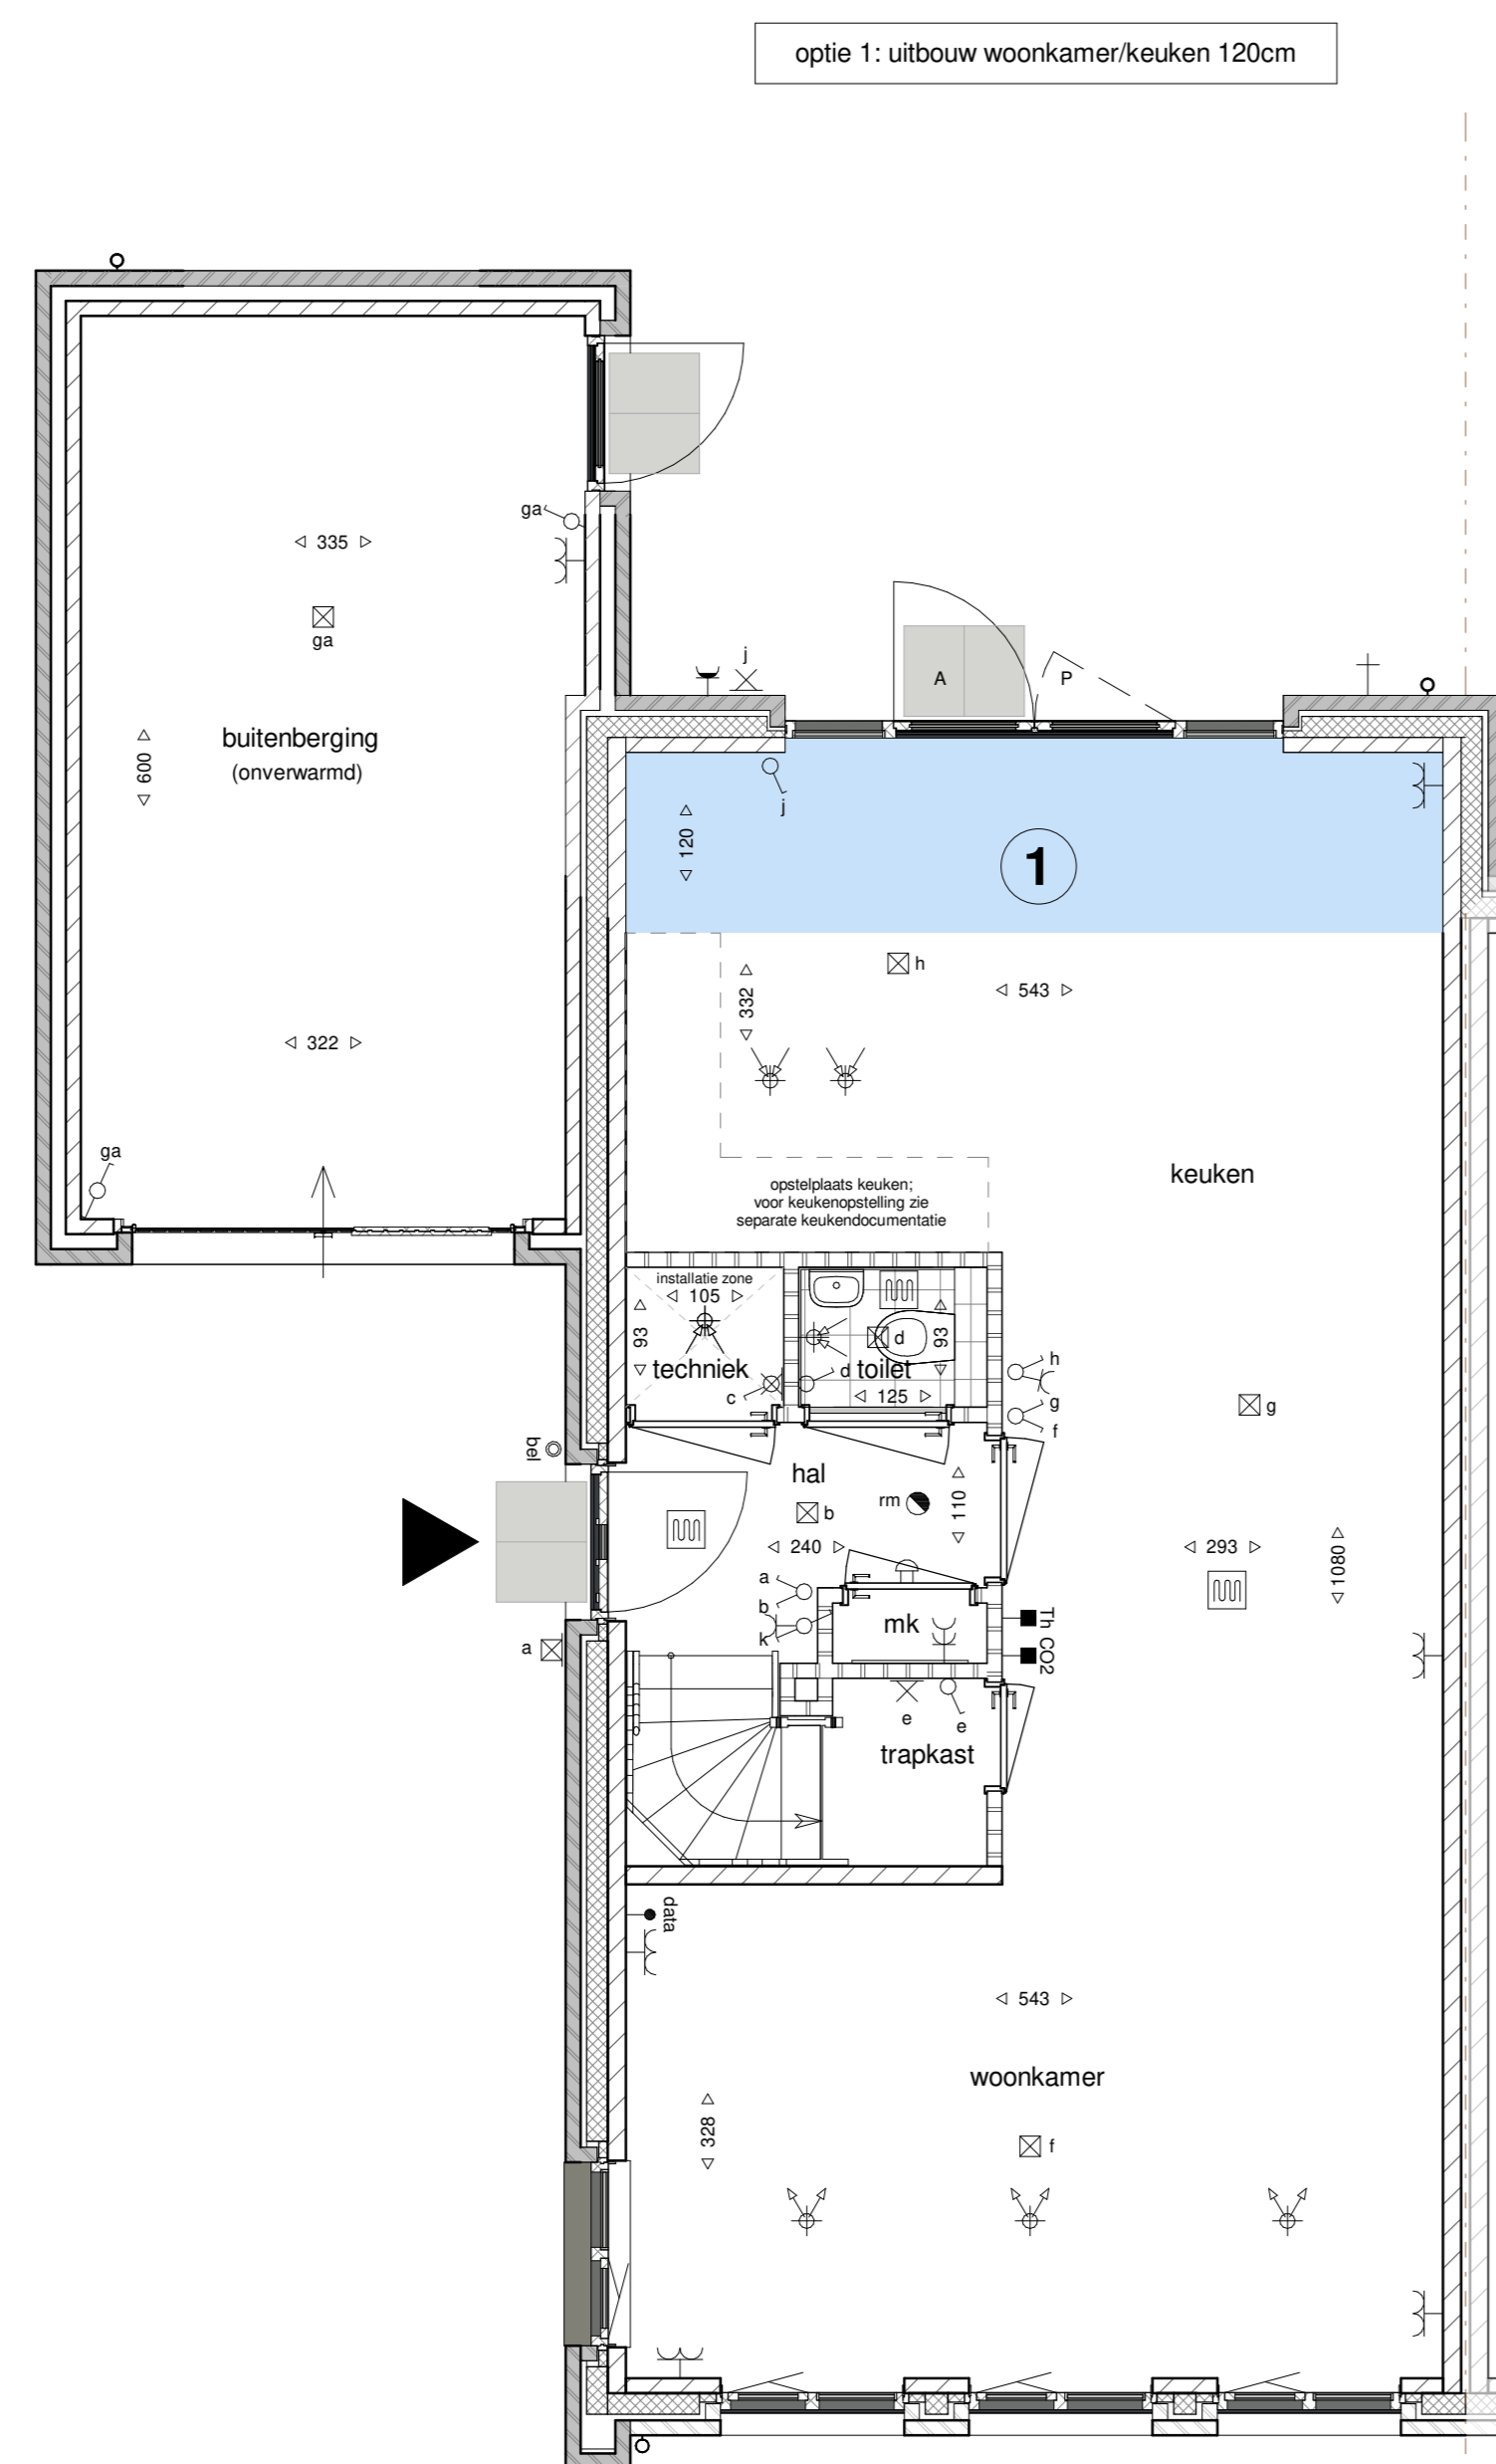 optie 1: uitbouw woonkamer/keuken 120cm
ga
335
ga
j
A
P
buitenberging
(onverwarmd)
600
j
120
1
h
332
543
322
ga
keuken
opstelplaats keuken;
voor keukenopstelling zie
separate keukendocumentatie
installatie zone
105
93
techniek
c
d
93
d
toilet
125
h
g
f
g
bel
hal
b
rm
110
240
293
1080
a
b
k
mk
Th
CO2
a
e
e
trapkast
data
543
woonkamer
328
f